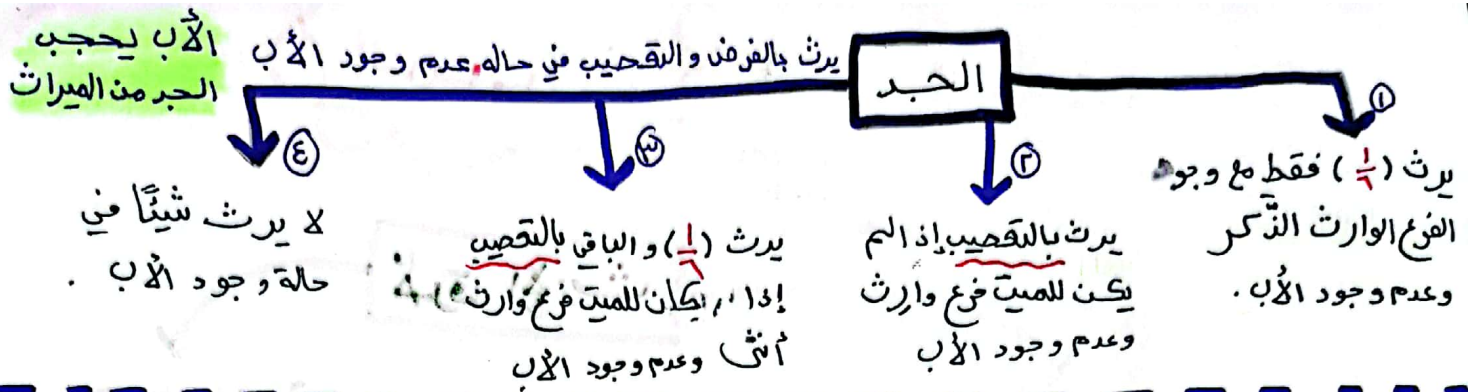 الأب يحجب
الجد من الميراث
يرث بالفرض والتعصيب في حاله عدم وجود الأب
الجد
١
يرث (١/٦) فقط مع وجود
الفرع الوارث الذّكر
وعدم وجود الأب.
٢
يرث بالتعصيب إذا لم
يكن للميت فرع وارث
وعدم وجود الأب
٣
يرث (١/٦) والباقي بالتعصيب
إذا كان للميت فرع وارث
أنثى وعدم وجود الأب
٤
لا يرث شيئًا في
حالة وجود الأب.